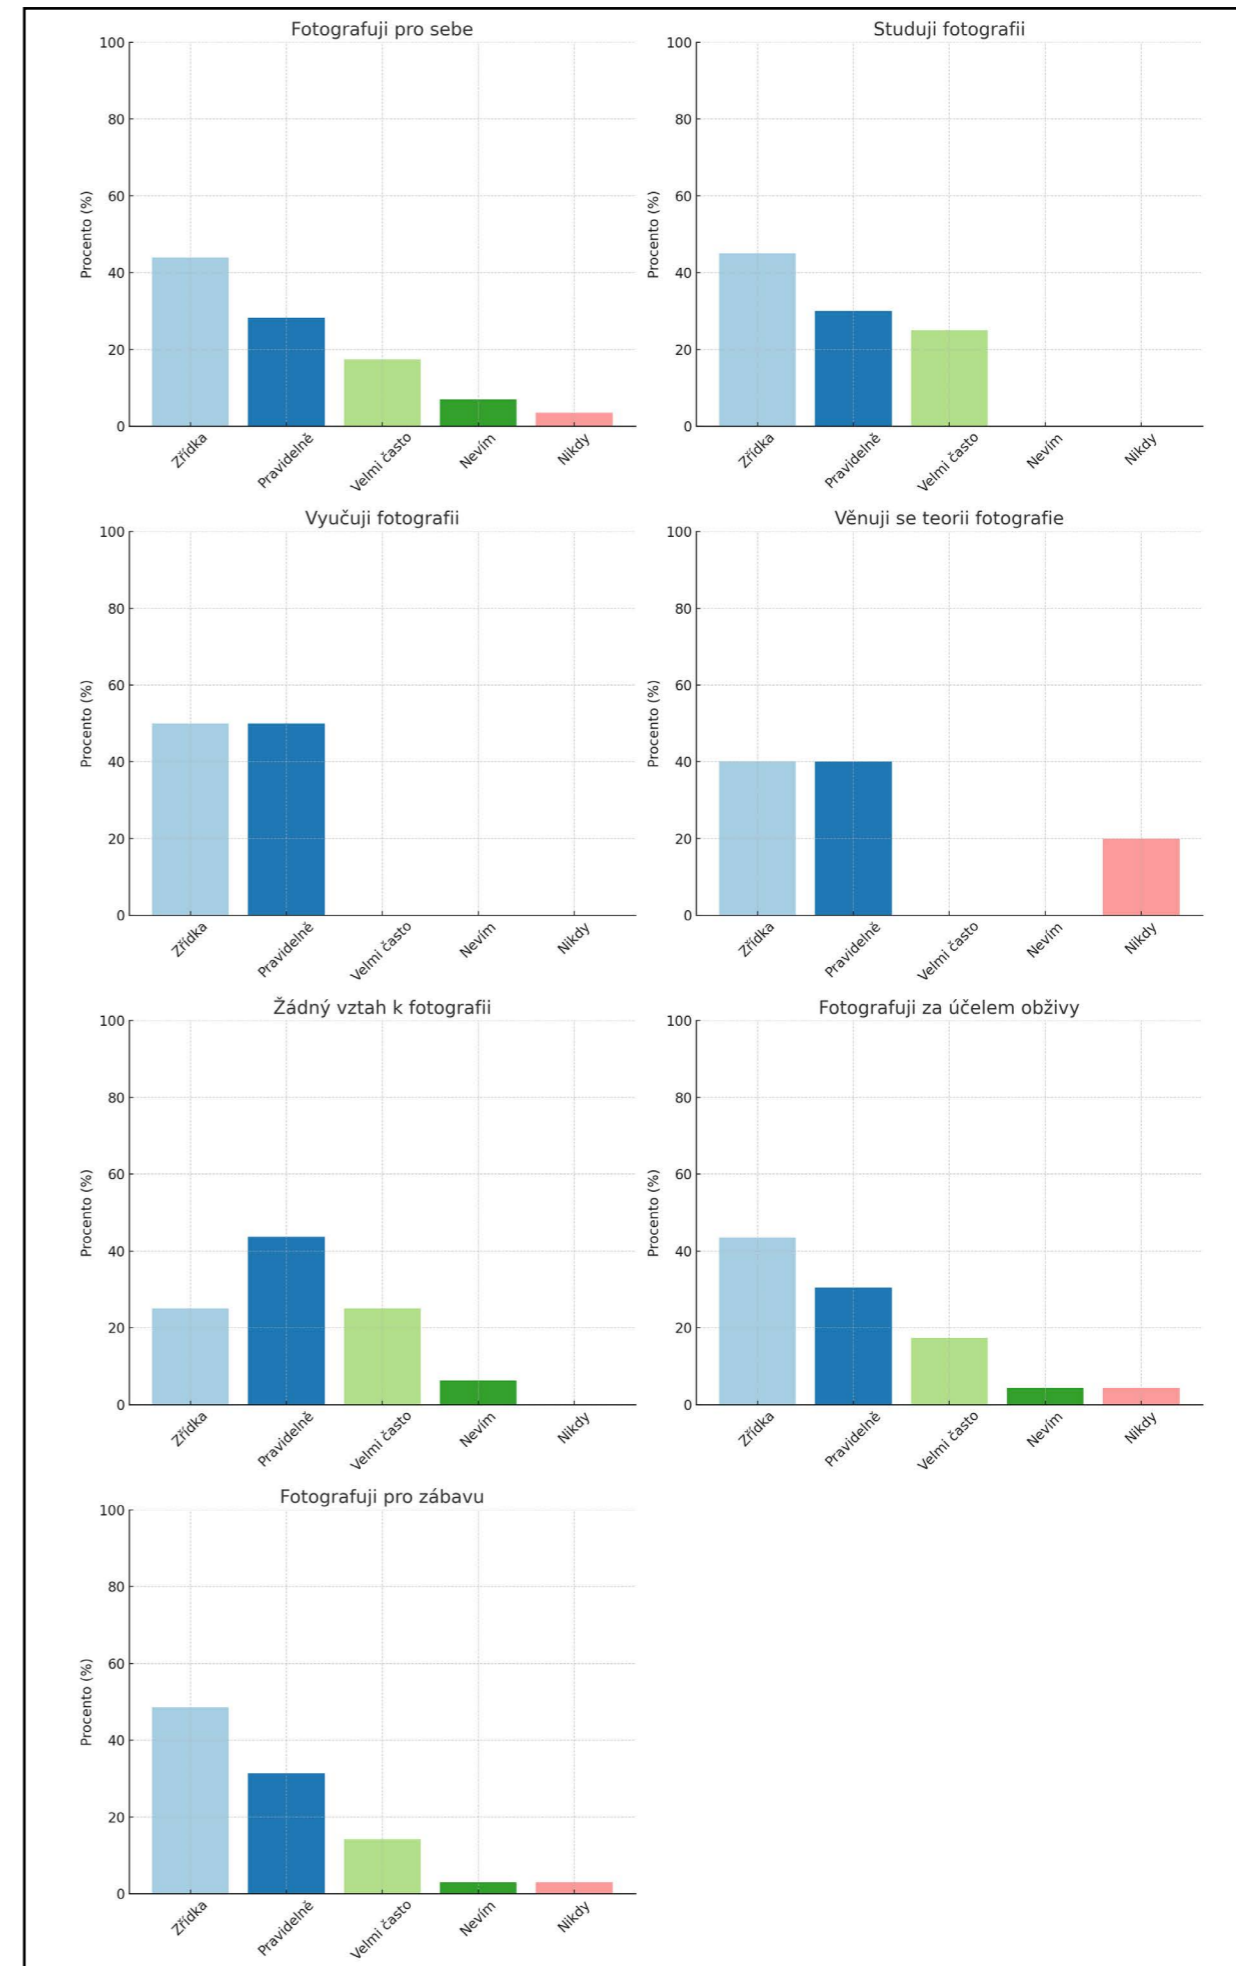 Fotografuji pro sebe
Procento (%)
100
80
60
40
20
0
Zřídka
Pravidelně
Velmi často
Nevím
Nikdy
Studuji fotografii
Procento (%)
100
80
60
40
20
0
Zřídka
Pravidelně
Velmi často
Nevím
Nikdy
Vyučuji fotografii
Procento (%)
100
80
60
40
20
0
Zřídka
Pravidelně
Velmi často
Nevím
Nikdy
Věnuji se teorii fotografie
Procento (%)
100
80
60
40
20
0
Zřídka
Pravidelně
Velmi často
Nevím
Nikdy
Žádný vztah k fotografii
Procento (%)
100
80
60
40
20
0
Zřídka
Pravidelně
Velmi často
Nevím
Nikdy
Fotografuji za účelem obživy
Procento (%)
100
80
60
40
20
0
Zřídka
Pravidelně
Velmi často
Nevím
Nikdy
Fotografuji pro zábavu
Procento (%)
100
80
60
40
20
0
Zřídka
Pravidelně
Velmi často
Nevím
Nikdy